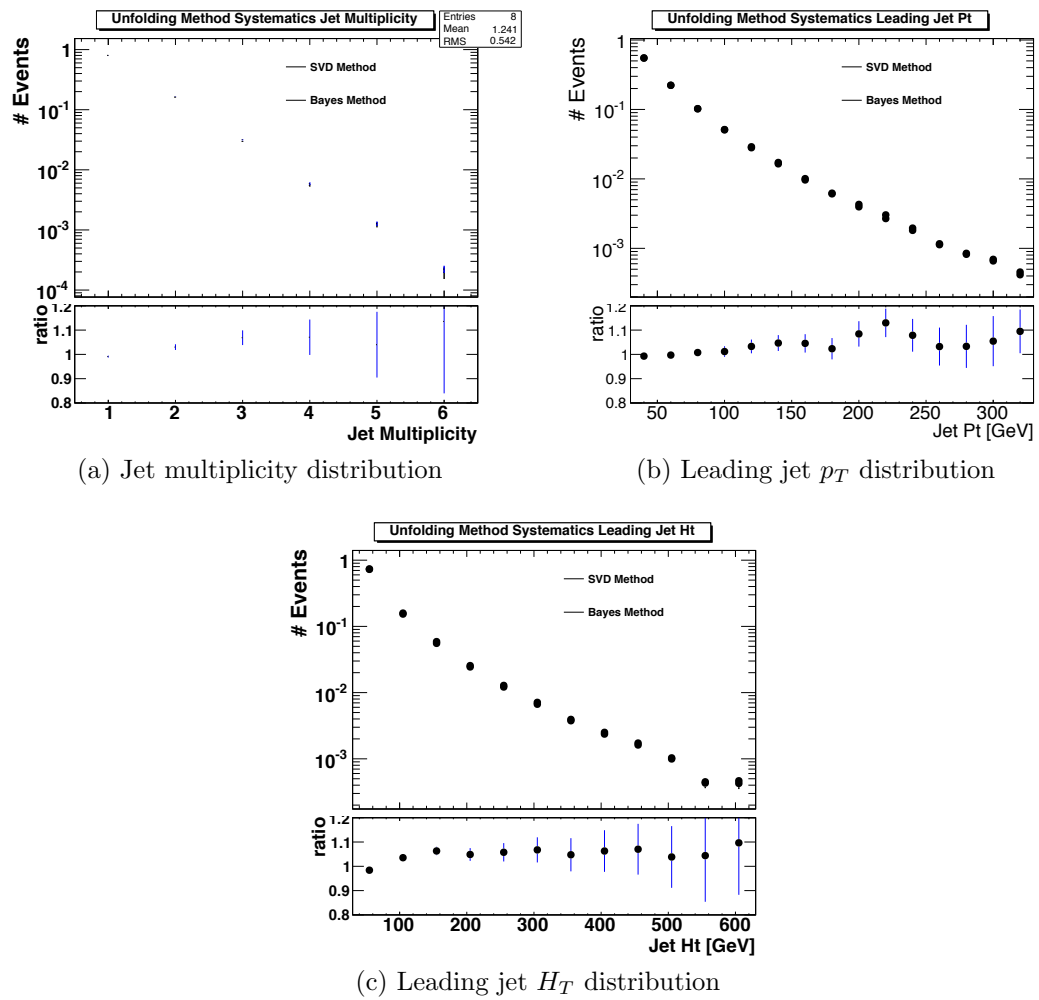 Unfolding Method Systematics Jet Multiplicity
Entries 8
Mean 1.241
RMS 0.542
# Events
1
10-1
10-2
10-3
10-4
SVD Method
Bayes Method
ratio
1.2
1.1
1
0.9
0.8
1 2 3 4 5 6
Jet Multiplicity
(a) Jet multiplicity distribution
Unfolding Method Systematics Leading Jet Pt
# Events
1
10-1
10-2
10-3
SVD Method
Bayes Method
ratio
1.2
1.1
1
0.9
0.8
50 100 150 200 250 300
Jet Pt [GeV]
(b) Leading jet pT distribution
Unfolding Method Systematics Leading Jet Ht
# Events
1
10-1
10-2
10-3
SVD Method
Bayes Method
ratio
1.2
1.1
1
0.9
0.8
100 200 300 400 500 600
Jet Ht [GeV]
(c) Leading jet HT distribution